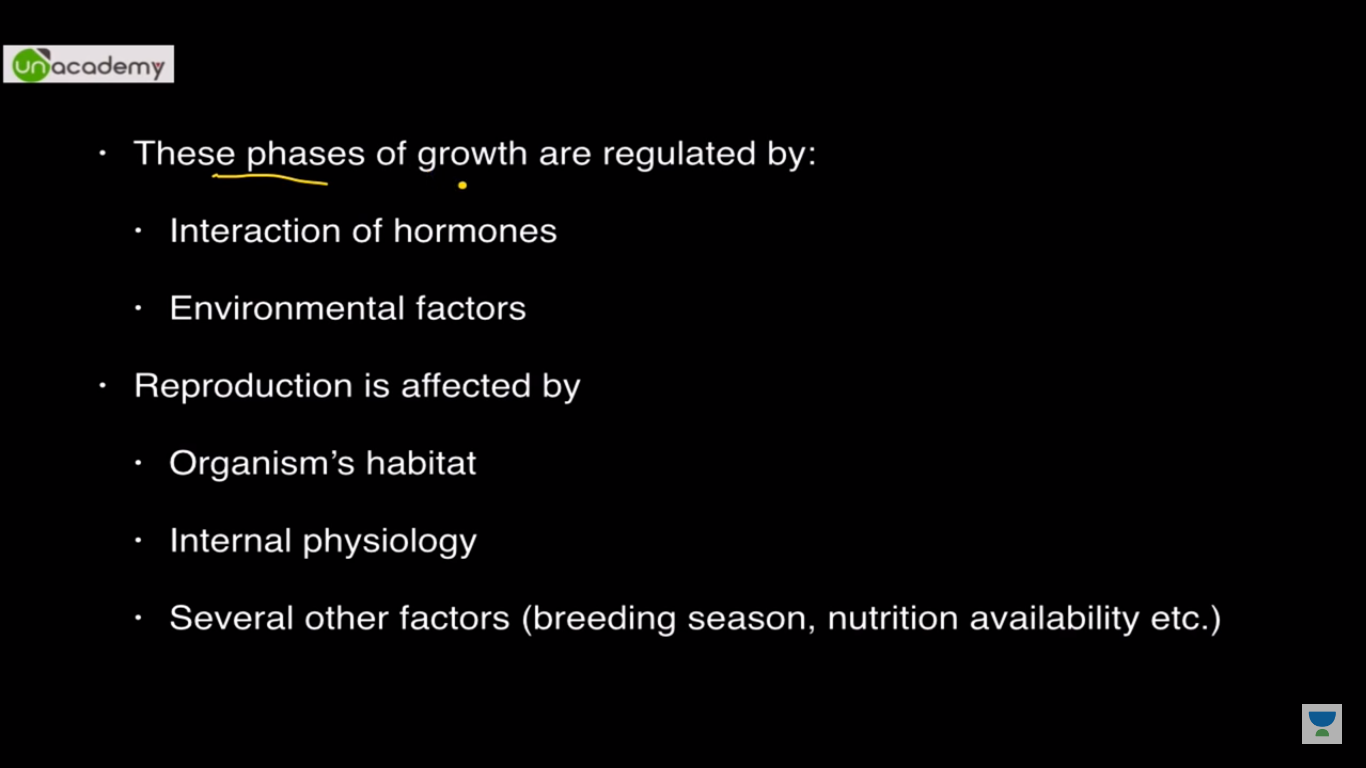 unacademy
· These phases of growth are regulated by:
· Interaction of hormones
· Environmental factors
· Reproduction is affected by
· Organism’s habitat
· Internal physiology
· Several other factors (breeding season, nutrition availability etc.)